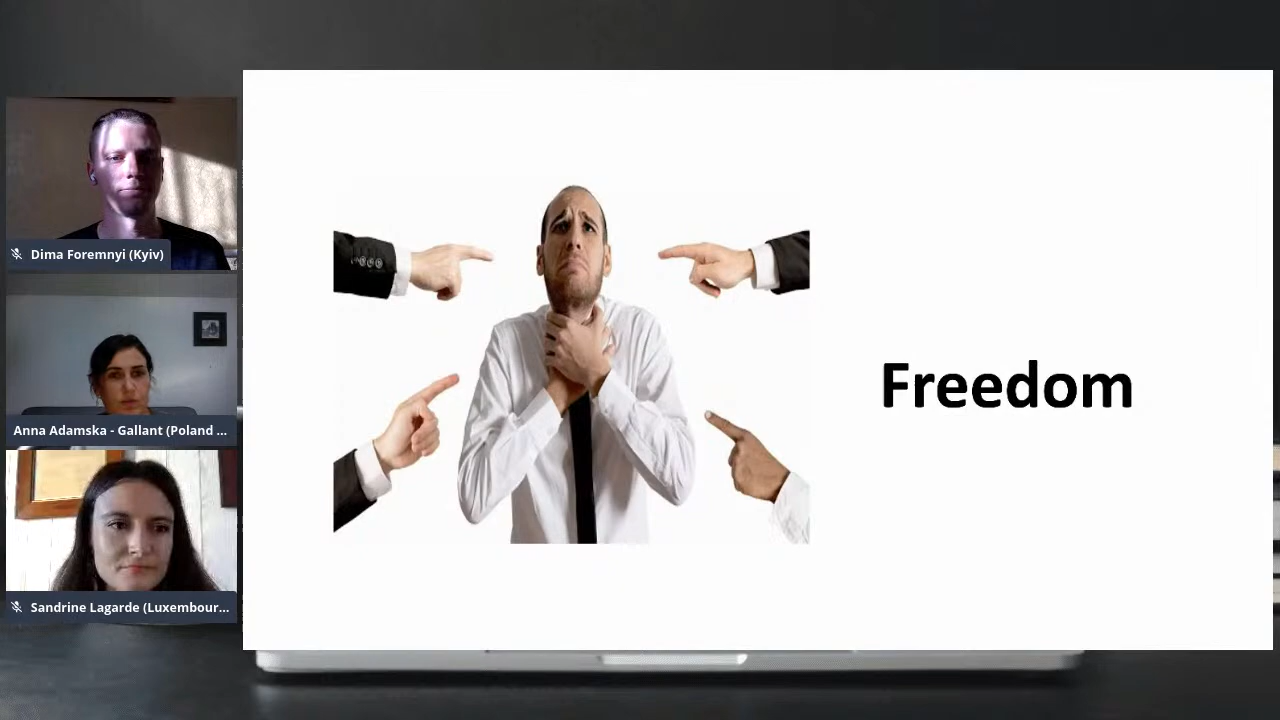 Dima Foremnyi (Kyiv)
Anna Adamska - Gallant (Poland ...
Sandrine Lagarde (Luxembour...
Freedom